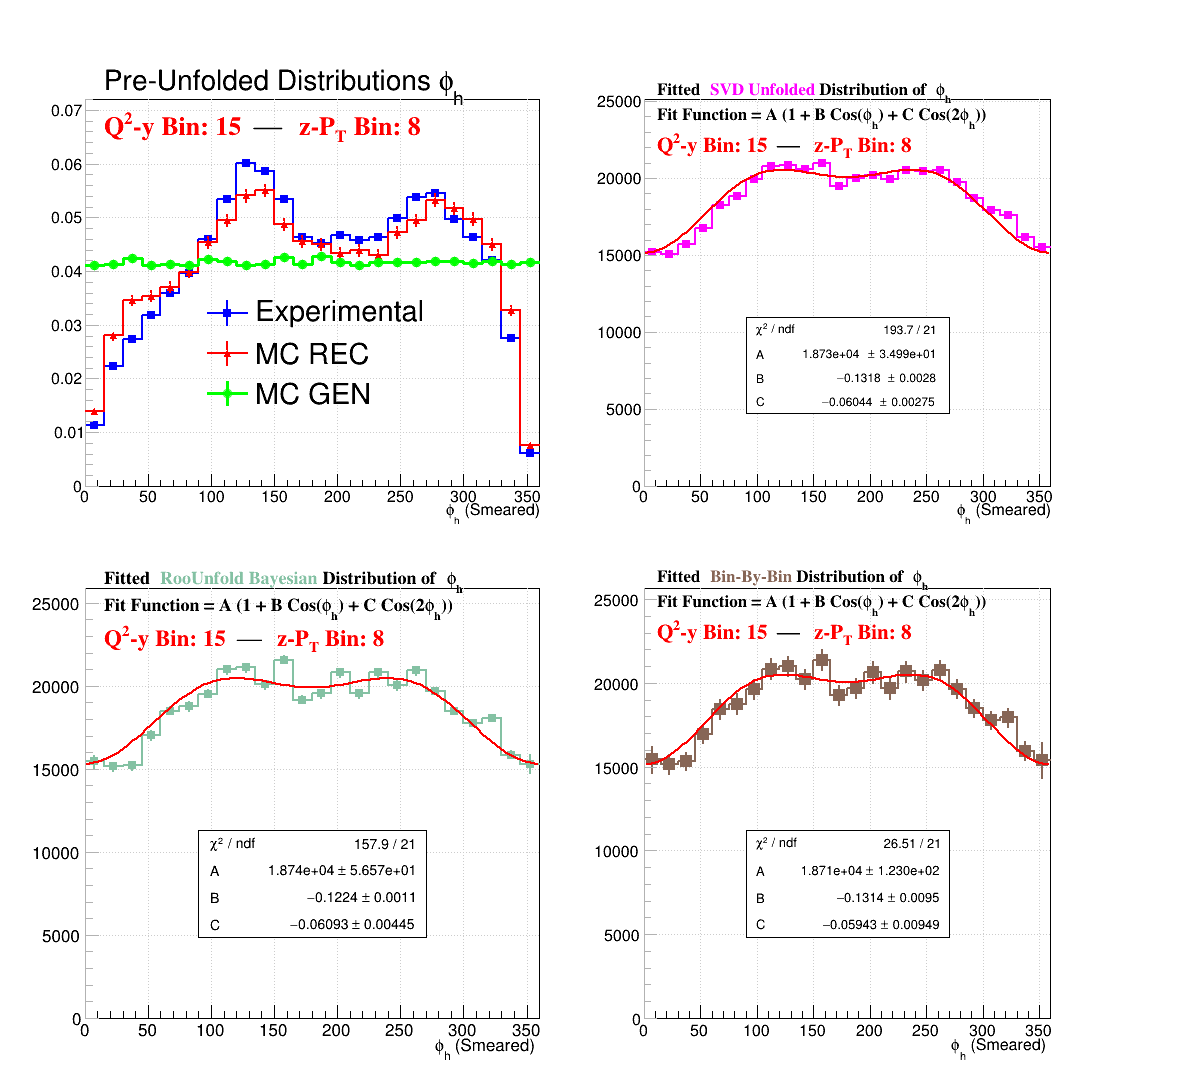 Pre-Unfolded Distributions ϕh
Q²-y Bin: 15 — z-PT Bin: 8
0.07
0.06
0.05
0.04
0.03
0.02
0.01
0
Experimental
MC REC
MC GEN
0 50 100 150 200 250 300 350
ϕh (Smeared)
Fitted SVD Unfolded Distribution of ϕh
Fit Function = A (1 + B Cos(ϕh) + C Cos(2ϕh))
Q²-y Bin: 15 — z-PT Bin: 8
25000
20000
15000
10000
5000
0
χ² / ndf 193.7 / 21
A 1.873e+04 ± 3.499e+01
B −0.1318 ± 0.0028
C −0.06044 ± 0.00275
0 50 100 150 200 250 300 350
ϕh (Smeared)
Fitted RooUnfold Bayesian Distribution of ϕh
Fit Function = A (1 + B Cos(ϕh) + C Cos(2ϕh))
Q²-y Bin: 15 — z-PT Bin: 8
25000
20000
15000
10000
5000
0
χ² / ndf 157.9 / 21
A 1.874e+04 ± 5.657e+01
B −0.1224 ± 0.0011
C −0.06093 ± 0.00445
0 50 100 150 200 250 300 350
ϕh (Smeared)
Fitted Bin-By-Bin Distribution of ϕh
Fit Function = A (1 + B Cos(ϕh) + C Cos(2ϕh))
Q²-y Bin: 15 — z-PT Bin: 8
25000
20000
15000
10000
5000
0
χ² / ndf 26.51 / 21
A 1.871e+04 ± 1.230e+02
B −0.1314 ± 0.0095
C −0.05943 ± 0.00949
0 50 100 150 200 250 300 350
ϕh (Smeared)